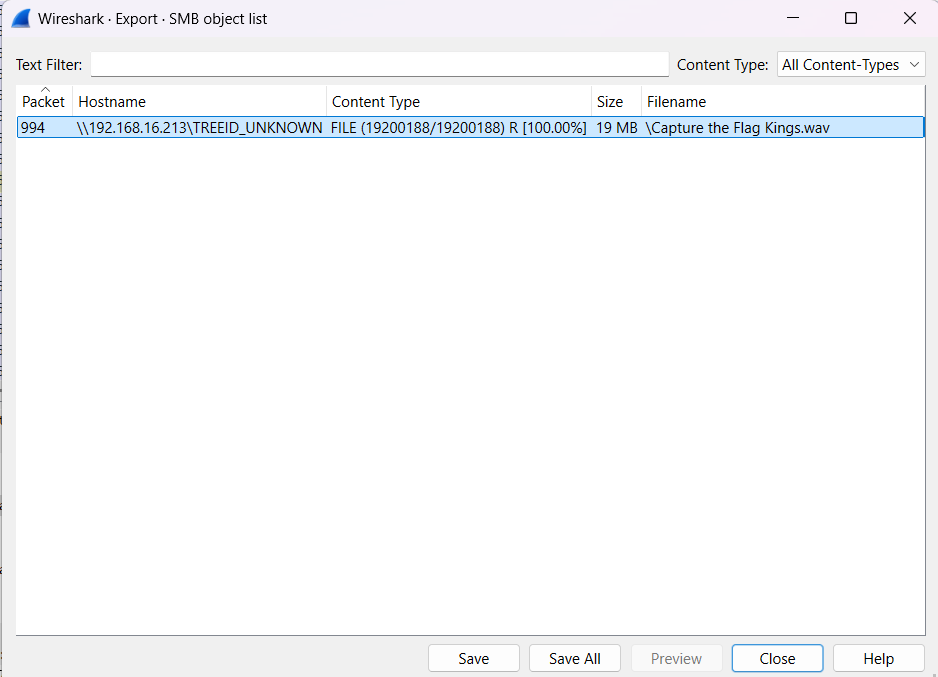 Wireshark · Export · SMB object list
Text Filter: Content Type: All Content-Types
Packet Hostname Content Type Size Filename
994 \\192.168.16.213\TREEID_UNKNOWN FILE (19200188/19200188) R [100.00%] 19 MB \Capture the Flag Kings.wav
Save Save All Preview Close Help